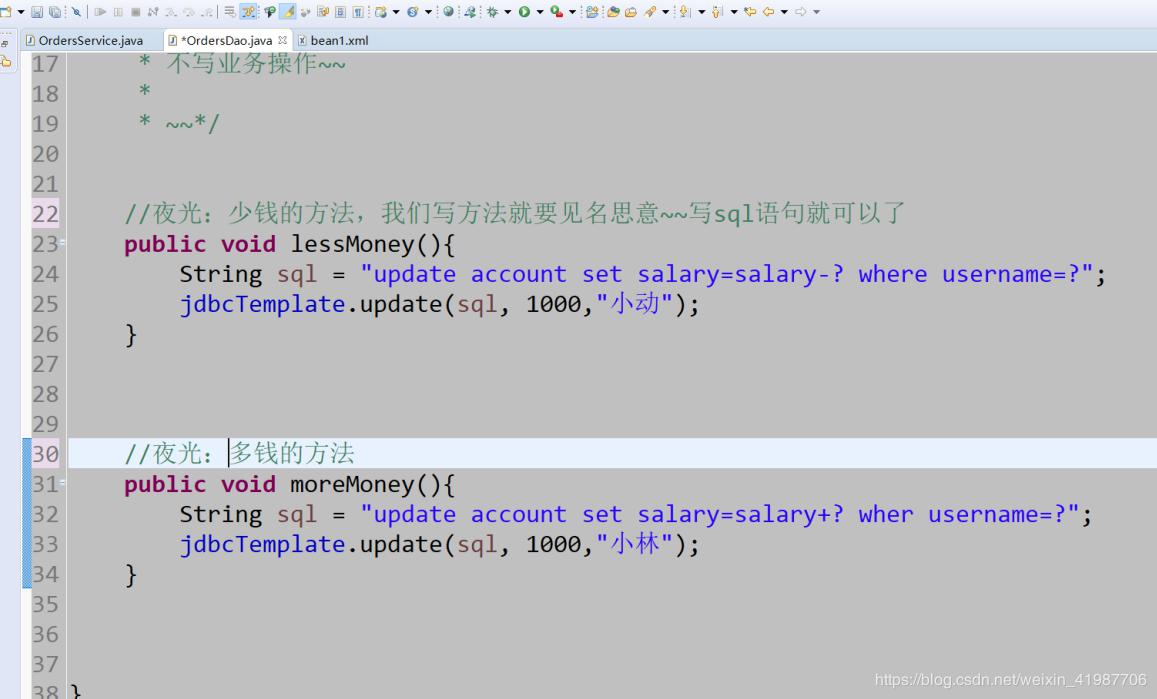 OrdersService.java *OrdersDao.java bean1.xml
17 * 不写业务操作~~
18 *
19 * ~~*/
20
21
22 //夜光：少钱的方法，我们写方法就要见名思意~~写sql语句就可以了
23 public void lessMoney(){
24 String sql = "update account set salary=salary-? where username=?";
25 jdbcTemplate.update(sql, 1000,"小动");
26 }
27
28
29
30 //夜光：多钱的方法
31 public void moreMoney(){
32 String sql = "update account set salary=salary+? wher username=?";
33 jdbcTemplate.update(sql, 1000,"小林");
34 }
35
36
37
38 }
https://blog.csdn.net/weixin_41987706